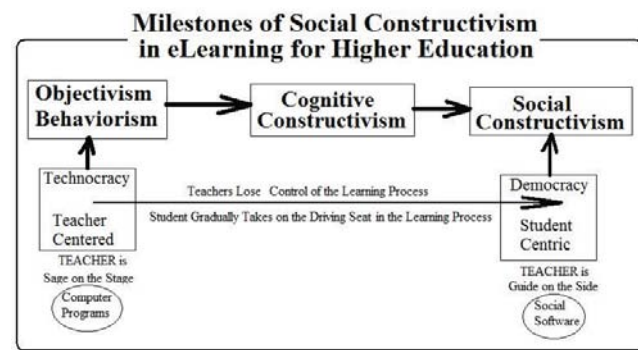 Milestones of Social Constructivism
in eLearning for Higher Education
Objectivism
Behaviorism
Cognitive
Constructivism
Social
Constructivism
Technocracy
Teacher
Centered
Teachers Lose Control of the Learning Process
Student Gradually Takes on the Driving Seat in the Learning Process
Democracy
Student
Centric
TEACHER is
Sage on the Stage
Computer
Programs
TEACHER is
Guide on the Side
Social
Software